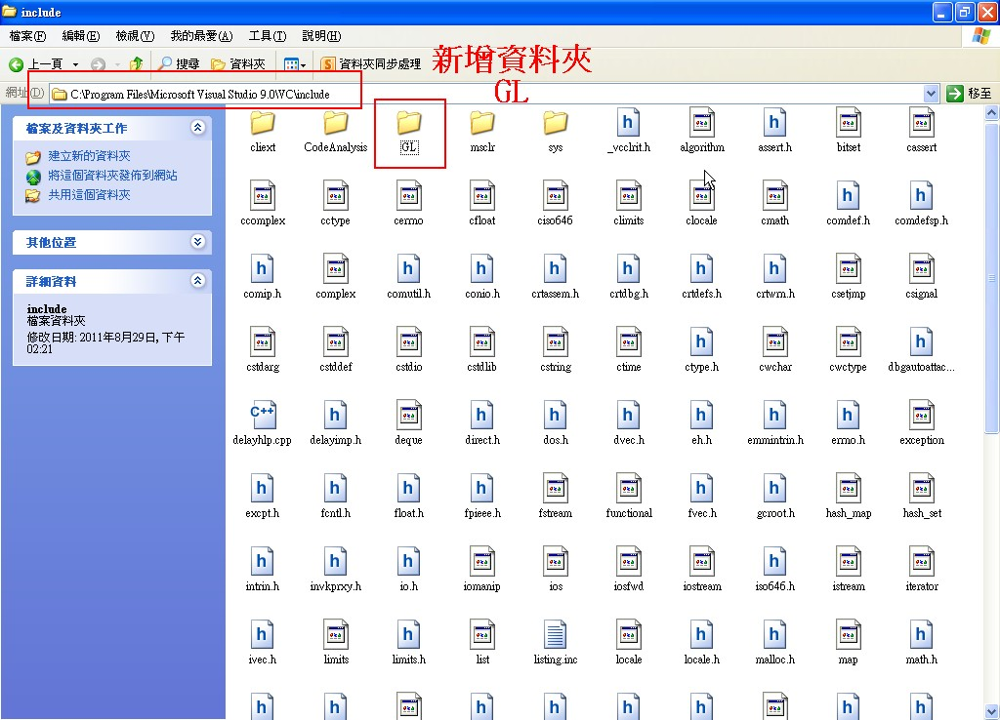 include
檔案(F) 編輯(E) 檢視(V) 我的最愛(A) 工具(T) 說明(H)
上一頁 搜尋 資料夾 資料夾同步處理
新增資料夾
GL
網址(D) C:\Program Files\Microsoft Visual Studio 9.0\VC\include 移至
檔案及資料夾工作
建立新的資料夾
將這個資料夾發佈到網站
共用這個資料夾
其他位置
詳細資料
include
檔案資料夾
修改日期: 2011年8月29日, 下午
02:21
cliext CodeAnalysis GL msclr sys _vcclrit.h algorithm assert.h bitset cassert
ccomplex cctype cerrno cfloat ciso646 climits clocale cmath comdef.h comdefsp.h
comip.h complex comutil.h conio.h crtassem.h crtdbg.h crtdefs.h crtwrn.h csetjmp csignal
cstdarg cstddef cstdio cstdlib cstring ctime ctype.h cwchar cwctype dbgautoattac...
C++
delayhlp.cpp delayimp.h deque direct.h dos.h dvec.h eh.h emmintrin.h errno.h exception
excpt.h fcntl.h float.h fpieee.h fstream functional fvec.h gcroot.h hash_map hash_set
intrin.h invkprxy.h io.h iomanip ios iosfwd iostream iso646.h istream iterator
ivec.h limits limits.h list listing.inc locale locale.h malloc.h map math.h